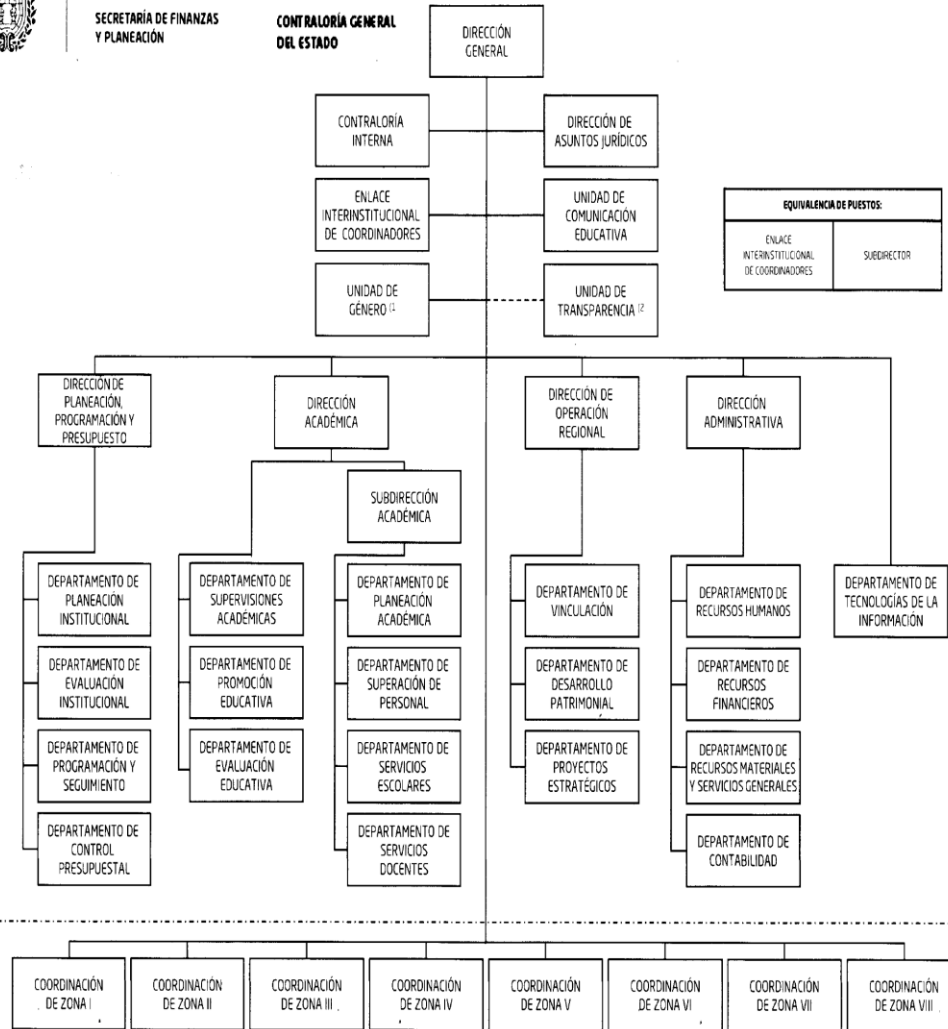 SECRETARÍA DE FINANZAS
Y PLANEACIÓN
CONTRALORÍA GENERAL
DEL ESTADO
DIRECCIÓN
GENERAL
CONTRALORÍA
INTERNA
DIRECCIÓN DE
ASUNTOS JURÍDICOS
ENLACE
INTERINSTITUCIONAL
DE COORDINADORES
UNIDAD DE
COMUNICACIÓN
EDUCATIVA
EQUIVALENCIA DE PUESTOS:
ENLACE
INTERINSTITUCIONAL
DE COORDINADORES
SUBDIRECTOR
UNIDAD DE
GÉNERO (1
UNIDAD DE
TRANSPARENCIA (2
DIRECCIÓN DE
PLANEACIÓN,
PROGRAMACIÓN Y
PRESUPUESTO
DIRECCIÓN
ACADÉMICA
DIRECCIÓN DE
OPERACIÓN
REGIONAL
DIRECCIÓN
ADMINISTRATIVA
SUBDIRECCIÓN
ACADÉMICA
DEPARTAMENTO DE
PLANEACIÓN
INSTITUCIONAL
DEPARTAMENTO DE
SUPERVISIONES
ACADÉMICAS
DEPARTAMENTO DE
PLANEACIÓN
ACADÉMICA
DEPARTAMENTO DE
VINCULACIÓN
DEPARTAMENTO DE
RECURSOS HUMANOS
DEPARTAMENTO DE
TECNOLOGÍAS DE LA
INFORMACIÓN
DEPARTAMENTO DE
EVALUACIÓN
INSTITUCIONAL
DEPARTAMENTO DE
PROMOCIÓN
EDUCATIVA
DEPARTAMENTO DE
SUPERACIÓN DE
PERSONAL
DEPARTAMENTO DE
DESARROLLO
PATRIMONIAL
DEPARTAMENTO DE
RECURSOS
FINANCIEROS
DEPARTAMENTO DE
PROGRAMACIÓN Y
SEGUIMIENTO
DEPARTAMENTO DE
EVALUACIÓN
EDUCATIVA
DEPARTAMENTO DE
SERVICIOS
ESCOLARES
DEPARTAMENTO DE
PROYECTOS
ESTRATÉGICOS
DEPARTAMENTO DE
RECURSOS MATERIALES
Y SERVICIOS GENERALES
DEPARTAMENTO DE
CONTROL
PRESUPUESTAL
DEPARTAMENTO DE
SERVICIOS
DOCENTES
DEPARTAMENTO DE
CONTABILIDAD
COORDINACIÓN
DE ZONA I
COORDINACIÓN
DE ZONA II
COORDINACIÓN
DE ZONA III
COORDINACIÓN
DE ZONA IV
COORDINACIÓN
DE ZONA V
COORDINACIÓN
DE ZONA VI
COORDINACIÓN
DE ZONA VII
COORDINACIÓN
DE ZONA VIII